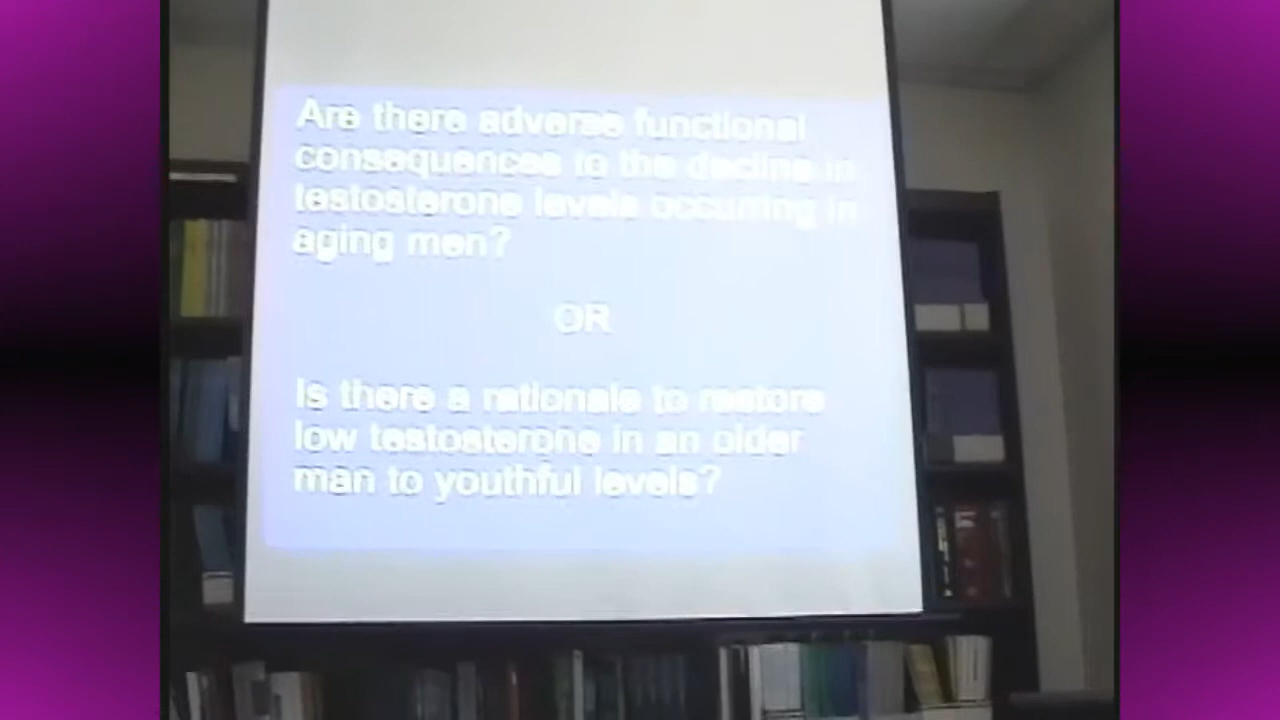 Are there adverse functional
consequences to the decline in
testosterone levels occurring in
aging men?
OR
Is there a rationale to restore
low testosterone in an older
man to youthful levels?